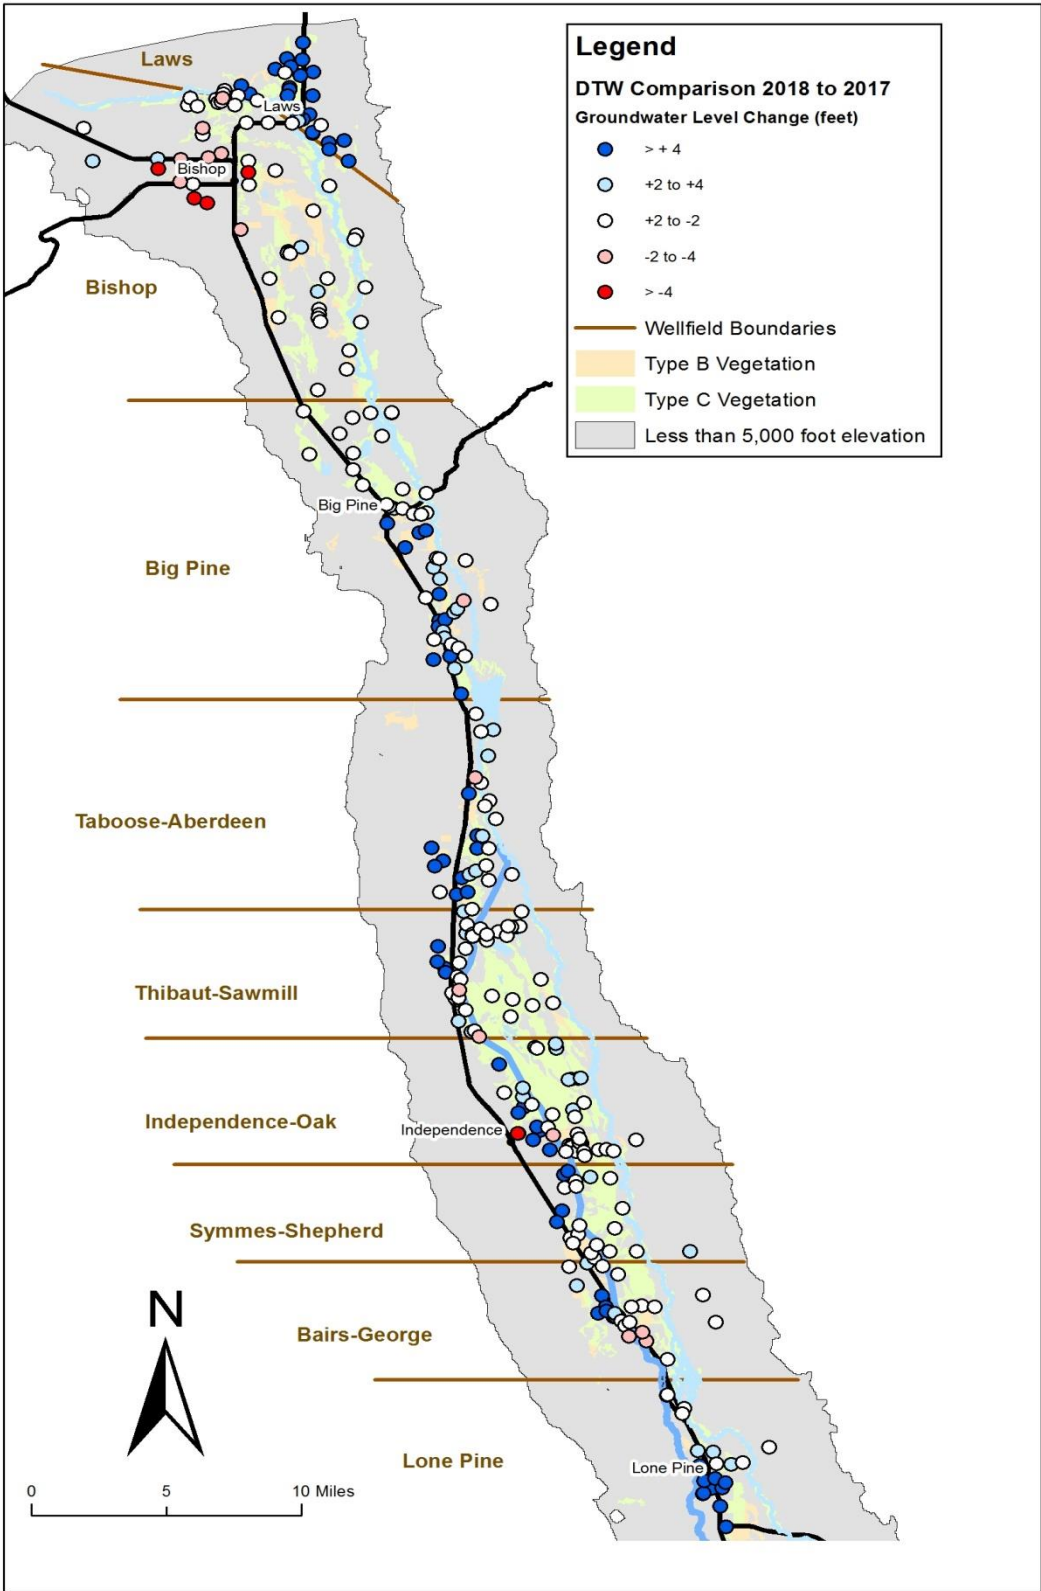 Legend
DTW Comparison 2018 to 2017
Groundwater Level Change (feet)
> + 4
+2 to +4
+2 to -2
-2 to -4
> -4
Wellfield Boundaries
Type B Vegetation
Type C Vegetation
Less than 5,000 foot elevation
Laws
Laws
Bishop
Bishop
Big Pine
Big Pine
Taboose-Aberdeen
Thibaut-Sawmill
Independence-Oak
Independence
Symmes-Shepherd
Bairs-George
Lone Pine
Lone Pine
N
0 5 10 Miles